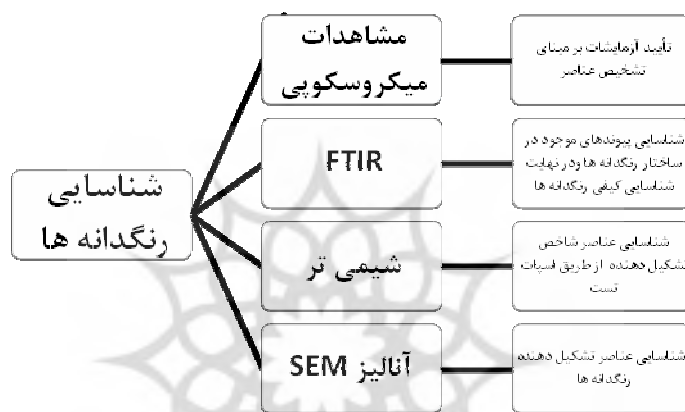 شناسایی
رنگدانه ها
مشاهدات
میکروسکوپی
تأیید آزمایشات بر مبنای
تشخیص عناصر
FTIR
شناسایی پیوندهای موجود در
ساختار رنگدانه ها ودر نهایت
شناسایی کیفی رنگدانه ها
شیمی تر
شناسایی عناصر شاخص
تشکیل دهنده از طریق اسپات
تست
آنالیز SEM
شناسایی عناصر تشکیل دهنده
رنگدانه ها